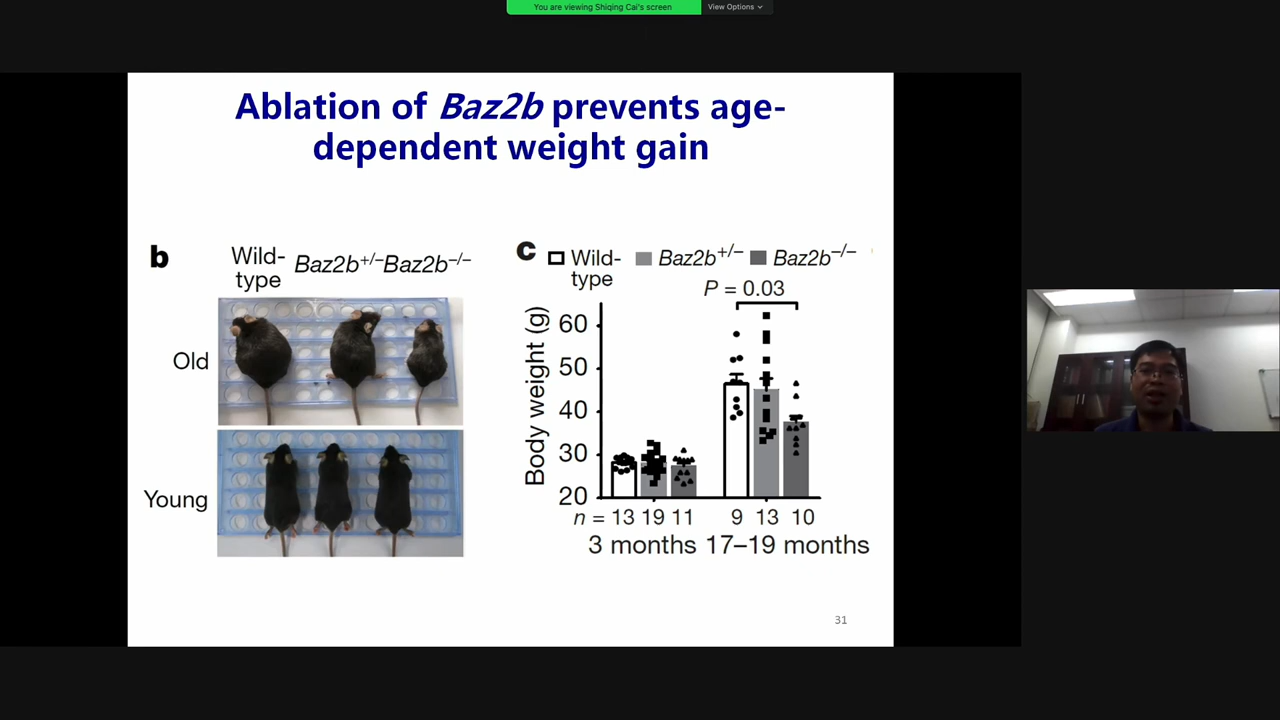 You are viewing Shiqing Cai's screen
View Options
Ablation of Baz2b prevents age-
dependent weight gain
b
Wild-
type
Baz2b+/– Baz2b–/–
Old
Young
c
Wild-
type
Baz2b+/–
Baz2b–/–
P = 0.03
Body weight (g)
60
50
40
30
20
n = 13 19 11 9 13 10
3 months 17–19 months
31